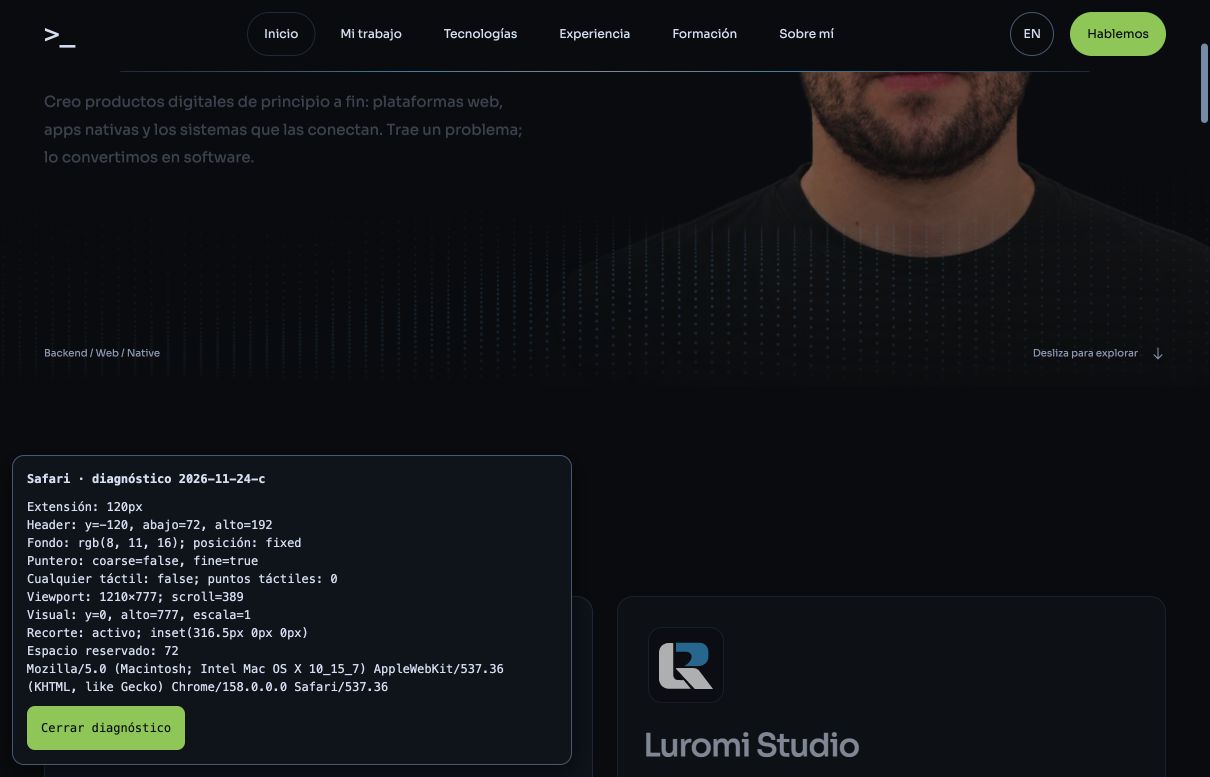 >_
Inicio
Mi trabajo
Tecnologías
Experiencia
Formación
Sobre mí
EN
Hablemos
Creo productos digitales de principio a fin: plataformas web,
apps nativas y los sistemas que las conectan. Trae un problema;
lo convertimos en software.
Backend / Web / Native
Desliza para explorar
Safari · diagnóstico 2026-11-24-c
Extensión: 120px
Header: y=-120, abajo=72, alto=192
Fondo: rgb(8, 11, 16); posición: fixed
Puntero: coarse=false, fine=true
Cualquier táctil: false; puntos táctiles: 0
Viewport: 1210×777; scroll=389
Visual: y=0, alto=777, escala=1
Recorte: activo; inset(316.5px 0px 0px)
Espacio reservado: 72
Mozilla/5.0 (Macintosh; Intel Mac OS X 10_15_7) AppleWebKit/537.36
(KHTML, like Gecko) Chrome/158.0.0.0 Safari/537.36
Cerrar diagnóstico
Luromi Studio